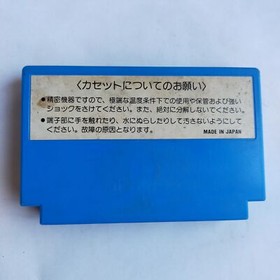 〈カセットについてのお願い〉
●精密機器ですので、極端な温度条件下での使用や保管および強い
ショックをさけてください。また、絶対に分解しないでください。
●端子部に手を触れたり、水にぬらしたりして汚さないようにして
ください。故障の原因となります。
MADE IN JAPAN